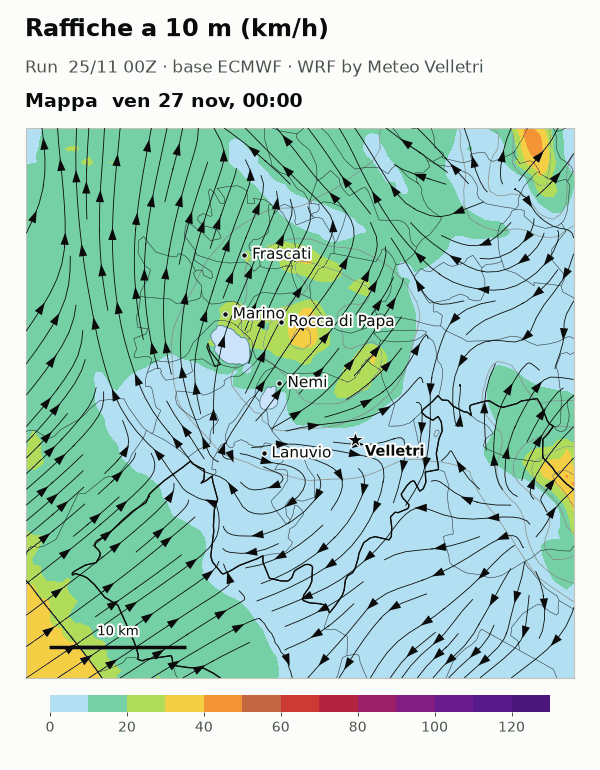 Raffiche a 10 m (km/h)
Run  25/11 00Z · base ECMWF · WRF by Meteo Velletri
Mappa  ven 27 nov, 00:00
Frascati
Marino
Rocca di Papa
Nemi
Lanuvio
Velletri
10 km
0 20 40 60 80 100 120